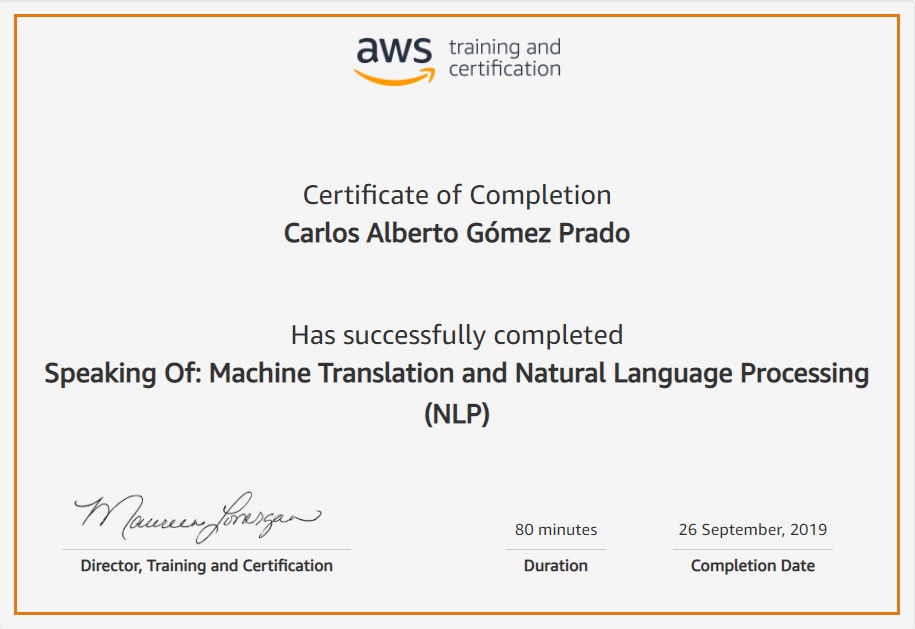 aws training and
certification
Certificate of Completion
Carlos Alberto Gómez Prado
Has successfully completed
Speaking Of: Machine Translation and Natural Language Processing
(NLP)
Maureen Lonergan
80 minutes
26 September, 2019
Director, Training and Certification
Duration
Completion Date